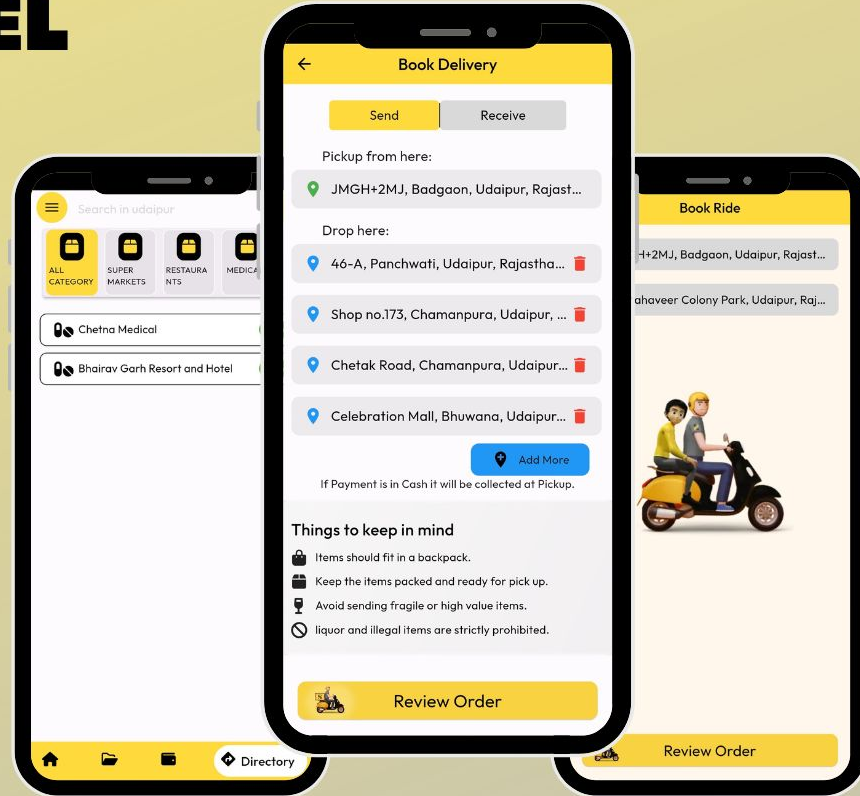 EL
Search in udaipur
ALL
CATEGORY
SUPER
MARKETS
RESTAURA
NTS
MEDICA
Chetna Medical
Bhairav Garh Resort and Hotel
Directory
Book Delivery
Send
Receive
Pickup from here:
JMGH+2MJ, Badgaon, Udaipur, Rajast...
Drop here:
46-A, Panchwati, Udaipur, Rajastha...
Shop no.173, Chamanpura, Udaipur, ...
Chetak Road, Chamanpura, Udaipur...
Celebration Mall, Bhuwana, Udaipur...
Add More
If Payment is in Cash it will be collected at Pickup.
Things to keep in mind
Items should fit in a backpack.
Keep the items packed and ready for pick up.
Avoid sending fragile or high value items.
liquor and illegal items are strictly prohibited.
Review Order
Book Ride
H+2MJ, Badgaon, Udaipur, Rajast...
ahaveer Colony Park, Udaipur, Raj...
Review Order